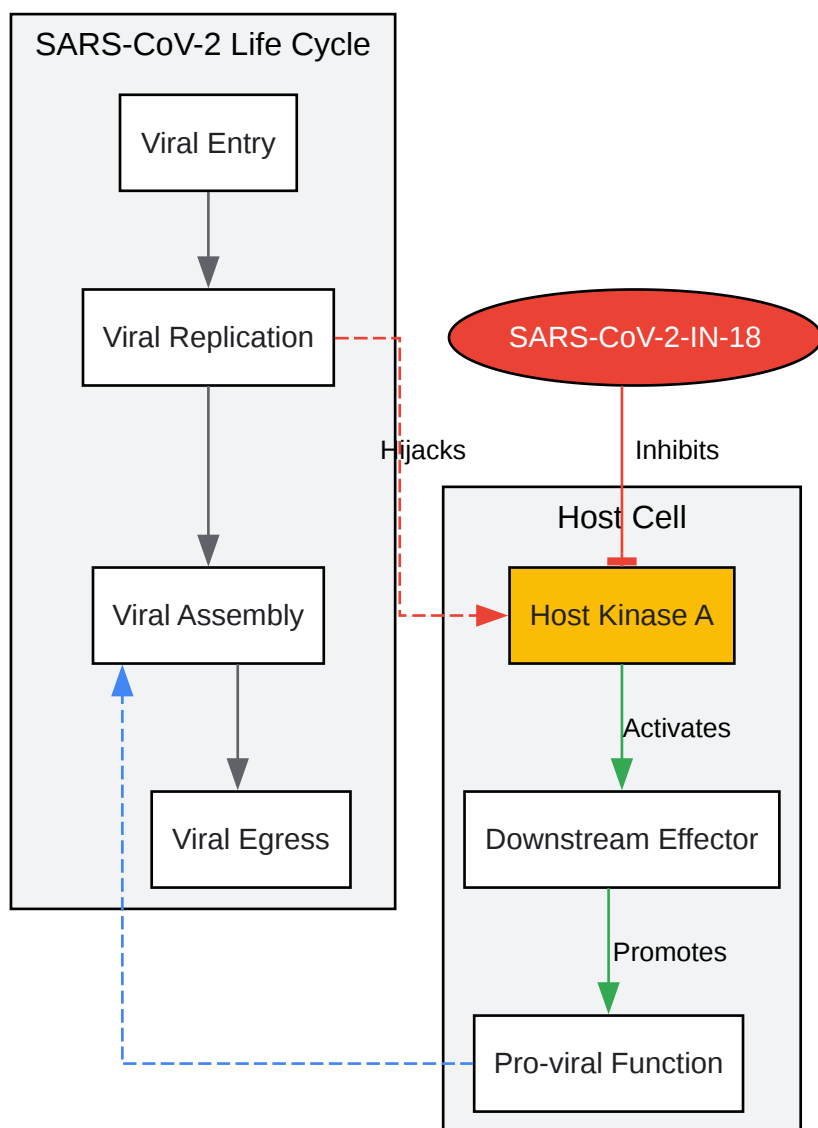 SARS-CoV-2 Life Cycle
Viral Entry
Viral Replication
SARS-CoV-2-IN-18
Hijacks
Inhibits
Host Cell
Viral Assembly
Host Kinase A
Activates
Viral Egress
Downstream Effector
Promotes
Pro-viral Function